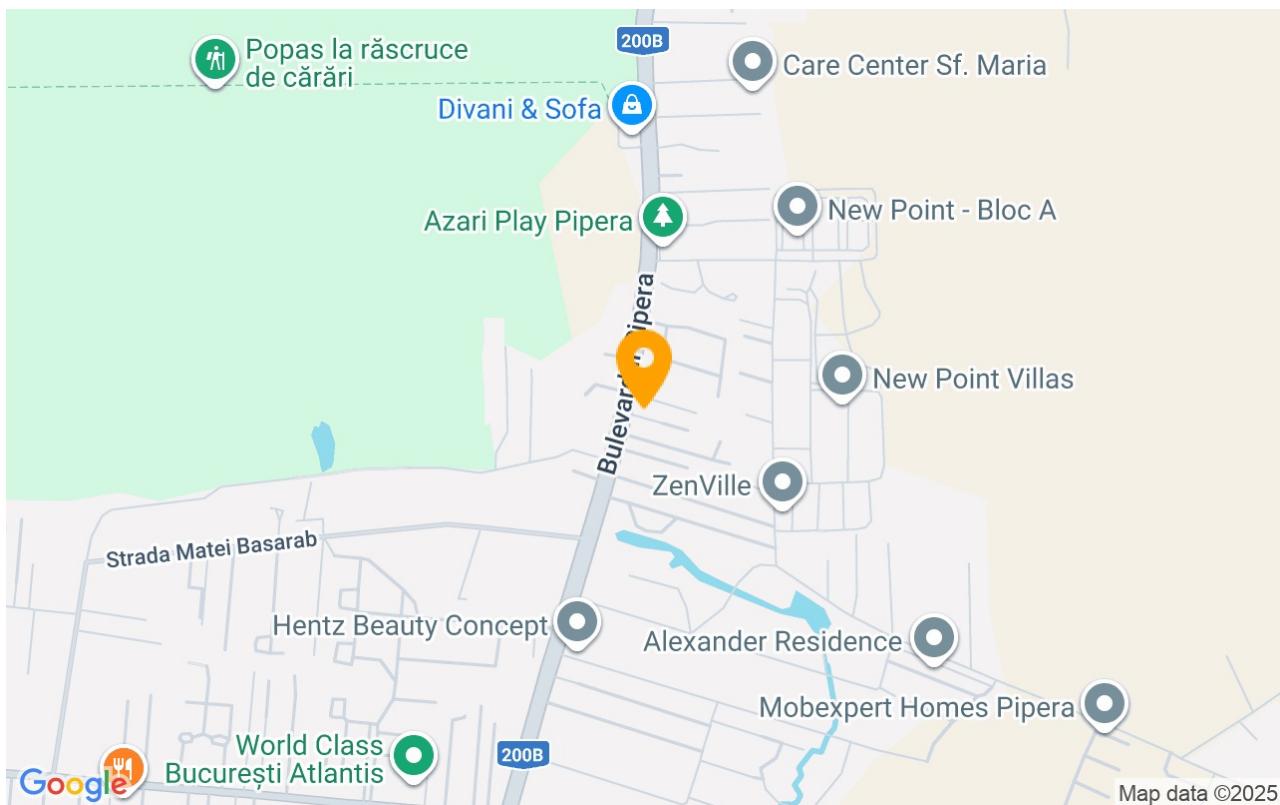 200B
Popas la răscruce
de cărări
Care Center Sf. Maria
Divani & Sofa
New Point - Bloc A
Azari Play Pipera
New Point Villas
ZenVille
Strada Matei Basarab
Hentz Beauty Concept
Alexander Residence
Mobexpert Homes Pipera
World Class
București Atlantis
200B
Google
Map data ©2025